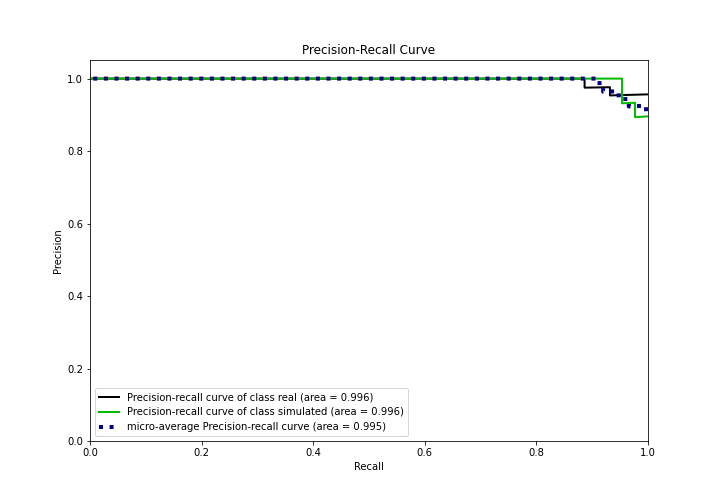 Precision-Recall Curve
1.0
0.8
0.6
0.4
0.2
0.0
Precision
Precision-recall curve of class real (area = 0.996)
Precision-recall curve of class simulated (area = 0.996)
micro-average Precision-recall curve (area = 0.995)
0.0 0.2 0.4 0.6 0.8 1.0
Recall